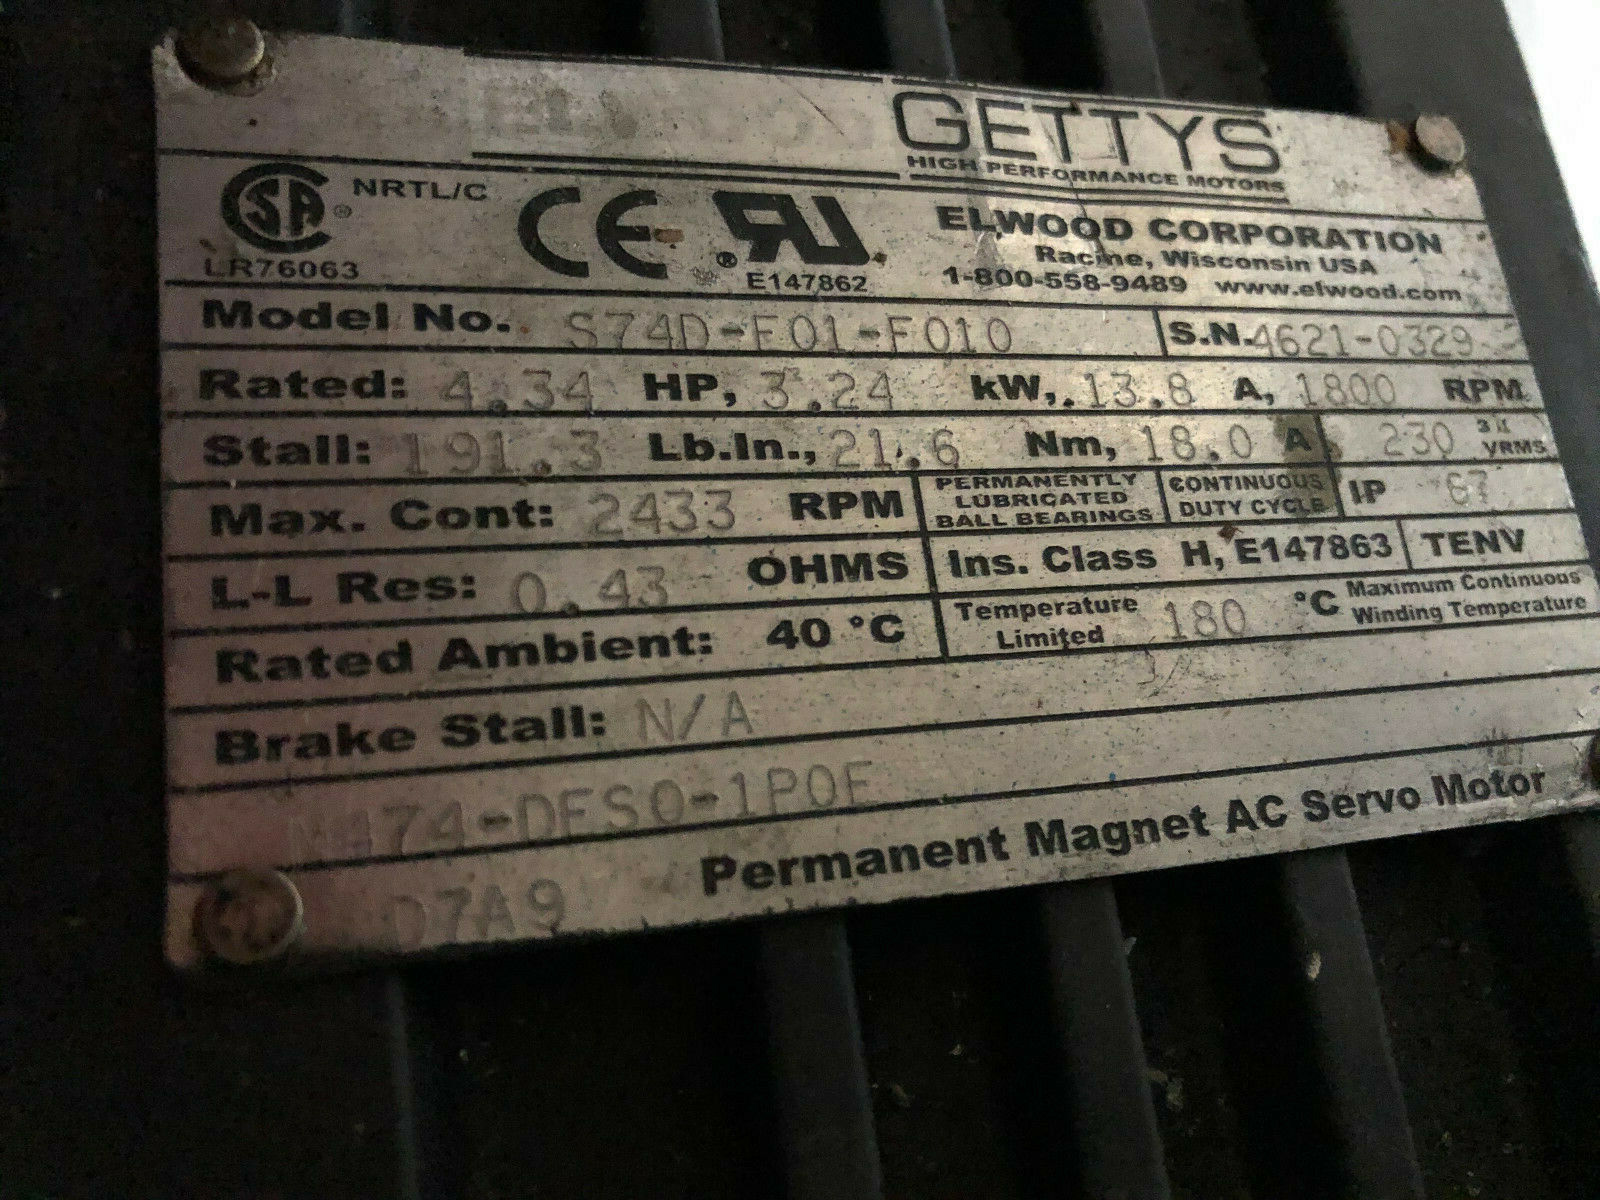 GETTYS
HIGH PERFORMANCE MOTORS
CSA ® NRTL/C
LR76063
CE
® RU
E147862
ELWOOD CORPORATION
Racine, Wisconsin USA
1-800-558-9489 www.elwood.com
Model No. S74D-F01-F010 S.N. 4621-0329
Rated: 4.34 HP, 3.24 kW, 13.8 A, 1800 RPM
Stall: 191.3 Lb.In., 21.6 Nm, 18.0 A 230 VRMS
Max. Cont: 2433 RPM PERMANENTLY LUBRICATED BALL BEARINGS CONTINUOUS DUTY CYCLE IP 67
L-L Res: 0.43 OHMS Ins. Class H, E147863 TENV
Rated Ambient: 40 °C Temperature Limited 180 °C Maximum Continuous Winding Temperature
Brake Stall: N/A
D7A9 Permanent Magnet AC Servo Motor